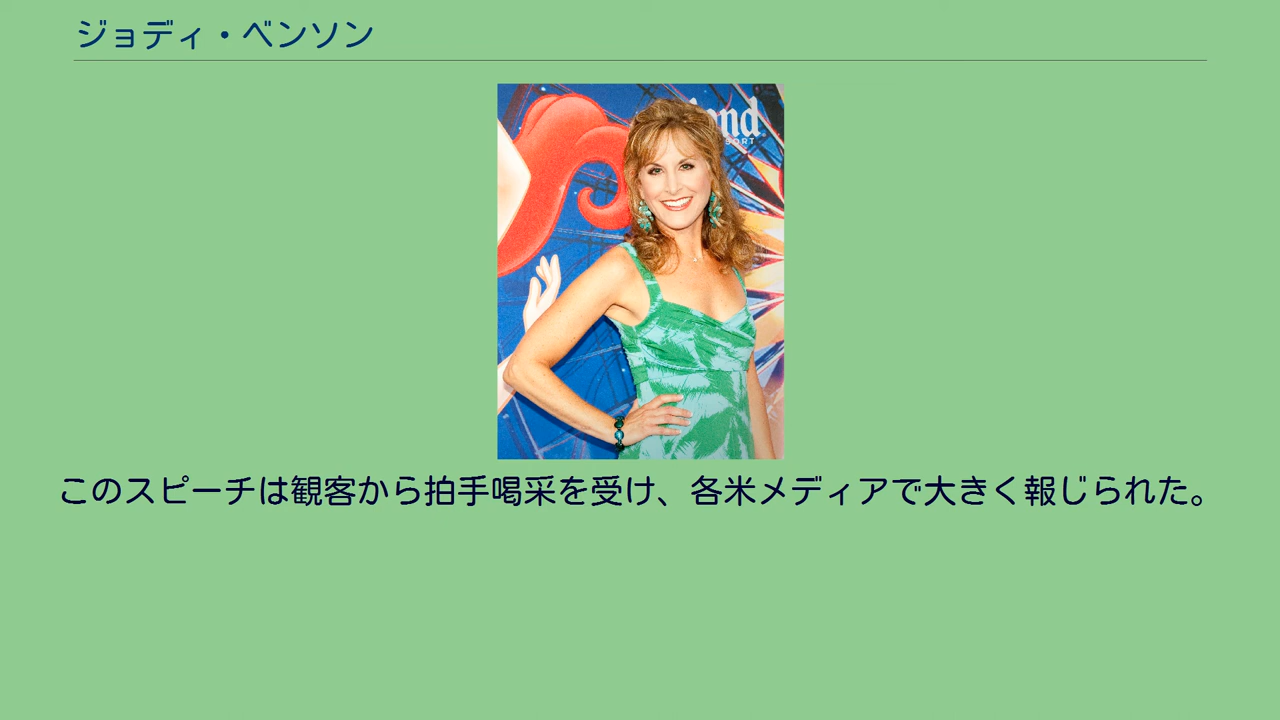 ジョディ・ベンソン
land
SORT
このスピーチは観客から拍手喝采を受け、各米メディアで大きく報じられた。